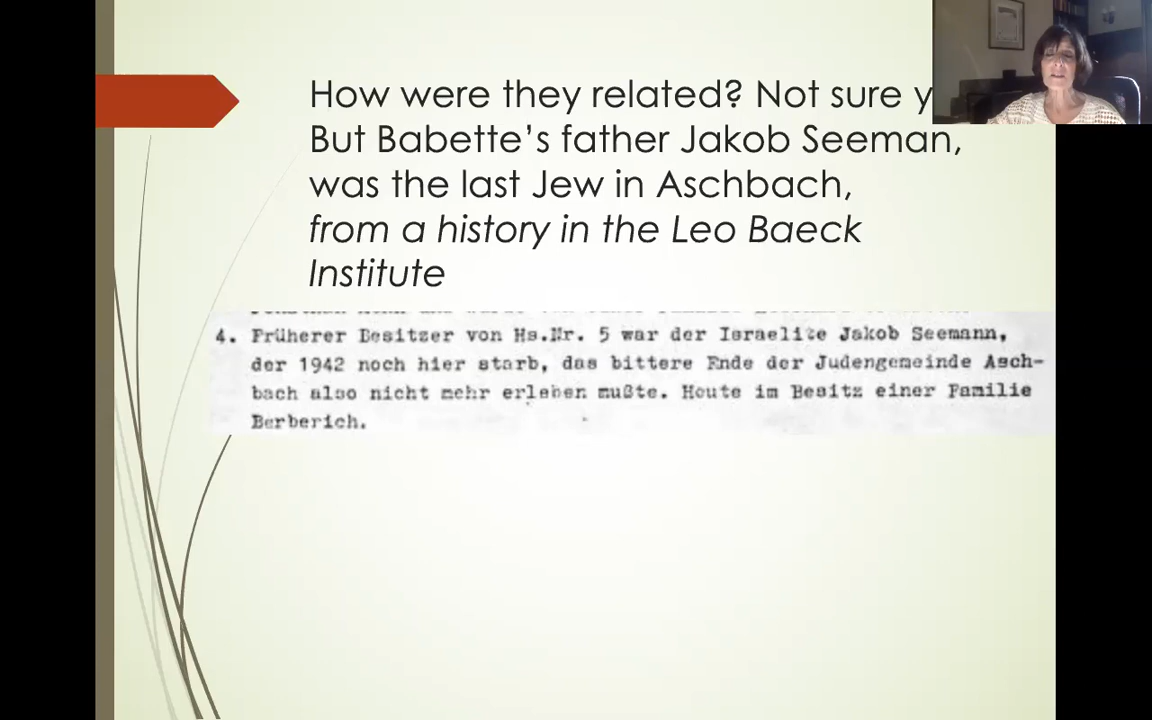 How were they related? Not sure y
But Babette’s father Jakob Seeman,
was the last Jew in Aschbach,
from a history in the Leo Baeck
Institute
4. Früherer Besitzer von Hs.Nr. 5 war der Israelite Jakob Seemann,
der 1942 noch hier starb, das bittere Ende der Judengemeinde Asch-
bach also nicht mehr erleben mußte. Heute im Besitz einer Familie
Berberich.